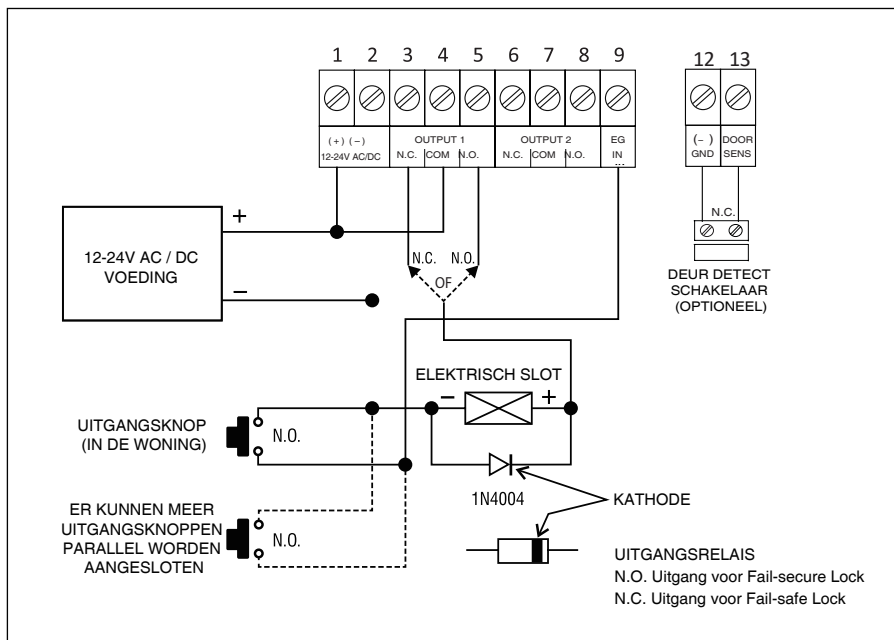 1 2 3 4 5 6 7 8 9 12 13
(+) (-)
12-24V AC/DC
OUTPUT 1
N.C. COM N.O.
OUTPUT 2
N.C. COM N.O.
EG
IN
...
(-)
GND
DOOR
SENS
N.C.
DEUR DETECT
SCHAKELAAR
(OPTIONEEL)
12-24V AC / DC
VOEDING
+
-
N.C. N.O.
OF
ELEKTRISCH SLOT
- +
UITGANGSKNOP
(IN DE WONING)
N.O.
1N4004
KATHODE
ER KUNNEN MEER
UITGANGSKNOPPEN
PARALLEL WORDEN
AANGESLOTEN
N.O.
UITGANGSRELAIS
N.O. Uitgang voor Fail-secure Lock
N.C. Uitgang voor Fail-safe Lock